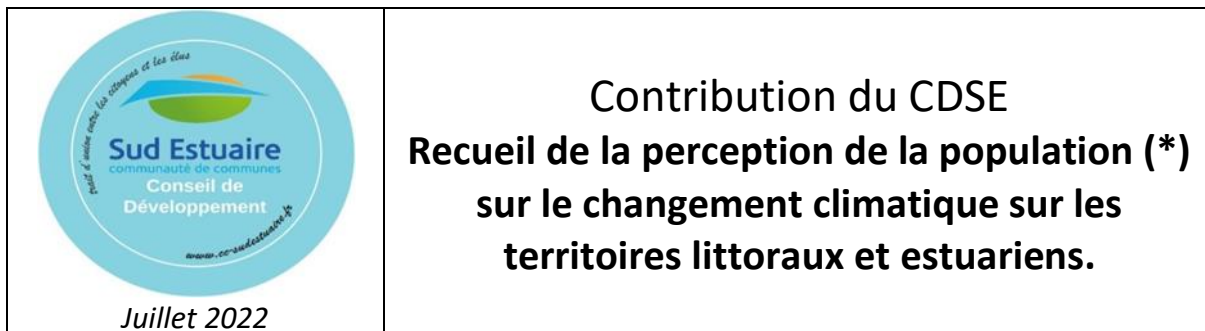 trait d'union entre les citoyens et les élus
Sud Estuaire
communauté de communes
Conseil de
Développement
www.cc-sudestuaire.fr
Juillet 2022
Contribution du CDSE
Recueil de la perception de la population (*)
sur le changement climatique sur les
territoires littoraux et estuariens.